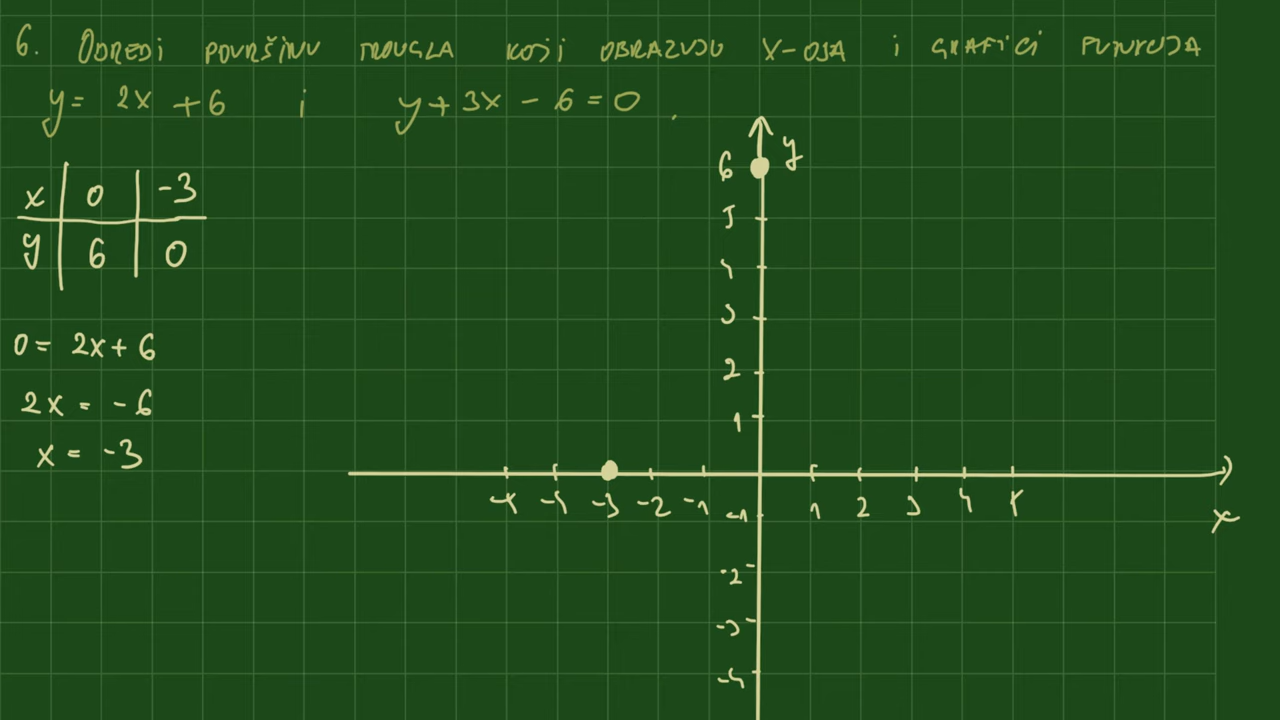 6. ODREDI POVRŠINU TROUGLA KOJI OBRAZUJU X-OSA i GRAFICI FUNKCIJA
y = 2x + 6 i y + 3x - 6 = 0.
x 0 -3
y 6 0
0 = 2x + 6
2x = -6
x = -3
y
6
5
4
3
2
1
-5 -4 -3 -2 -1 1 2 3 4 5
x
-1
-2
-3
-4